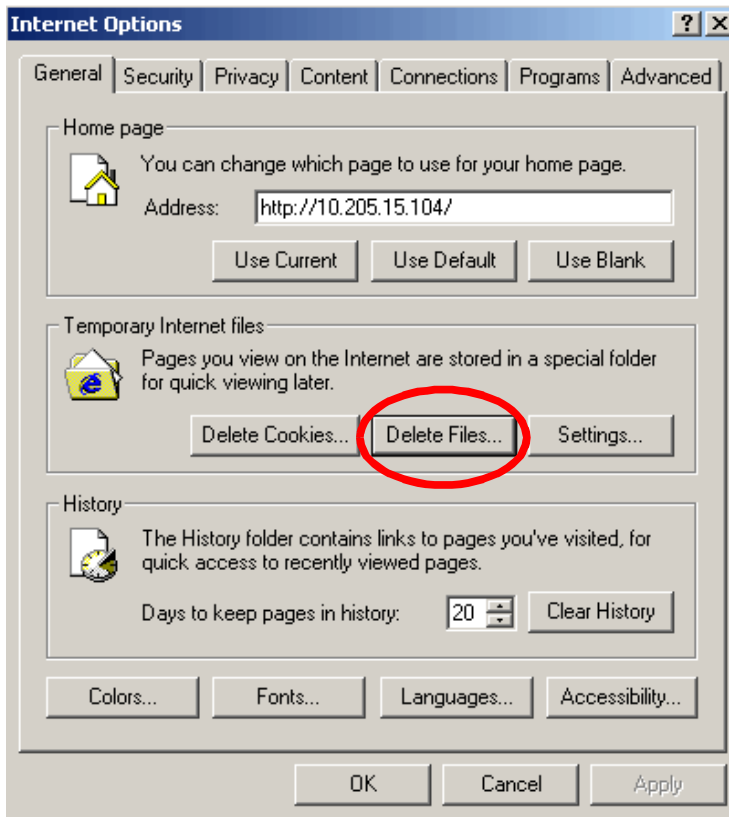 Internet Options
General Security Privacy Content Connections Programs Advanced
Home page
You can change which page to use for your home page.
Address: http://10.205.15.104/
Use Current Use Default Use Blank
Temporary Internet files
Pages you view on the Internet are stored in a special folder
for quick viewing later.
Delete Cookies... Delete Files... Settings...
History
The History folder contains links to pages you've visited, for
quick access to recently viewed pages.
Days to keep pages in history: 20 Clear History
Colors... Fonts... Languages... Accessibility...
OK Cancel Apply